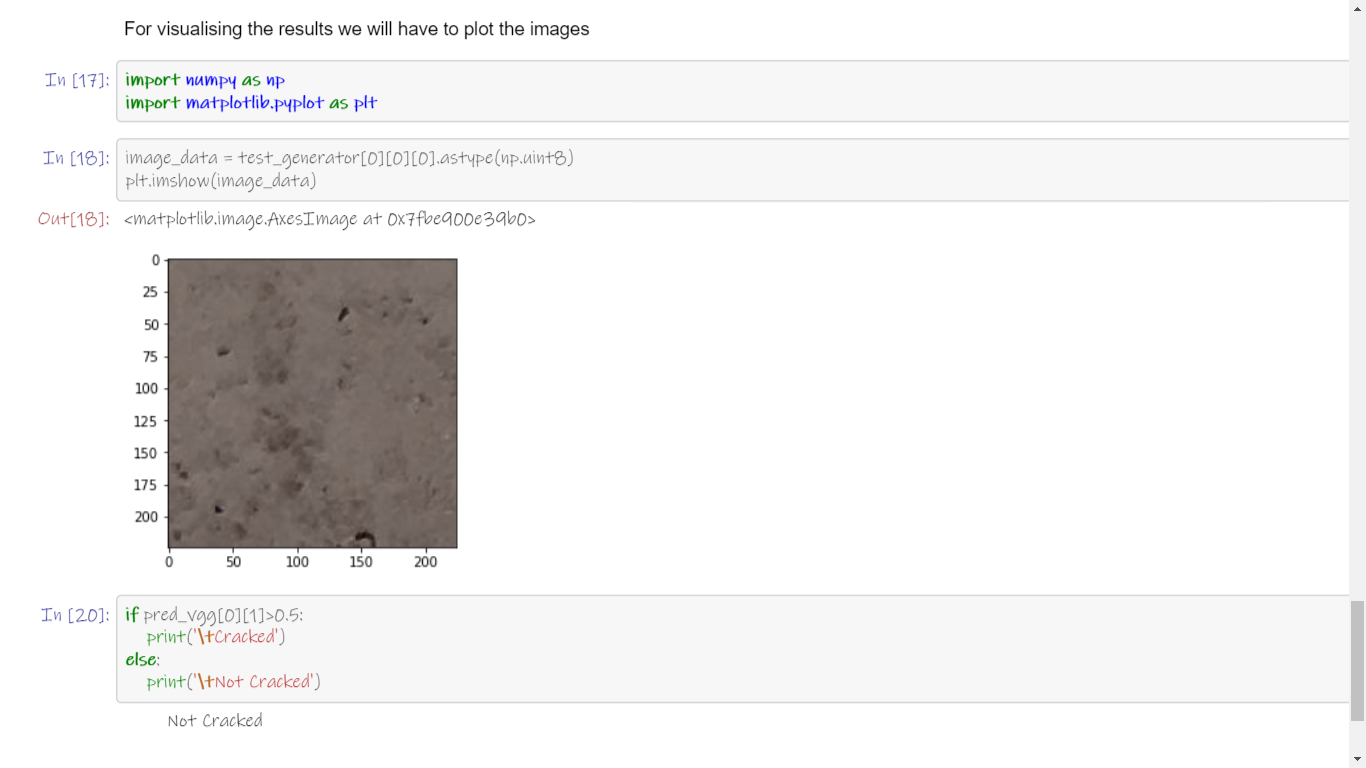 For visualising the results we will have to plot the images
In [17]:
import numpy as np
import matplotlib.pyplot as plt
In [18]:
image_data = test_generator[0][0][0].astype(np.uint8)
plt.imshow(image_data)
Out[18]:
<matplotlib.image.AxesImage at 0x7fbe900e39b0>
0
25
50
75
100
125
150
175
200
0 50 100 150 200
In [20]:
if pred_vgg[0][1]>0.5:
    print('\tCracked')
else:
    print('\tNot Cracked')
Not Cracked